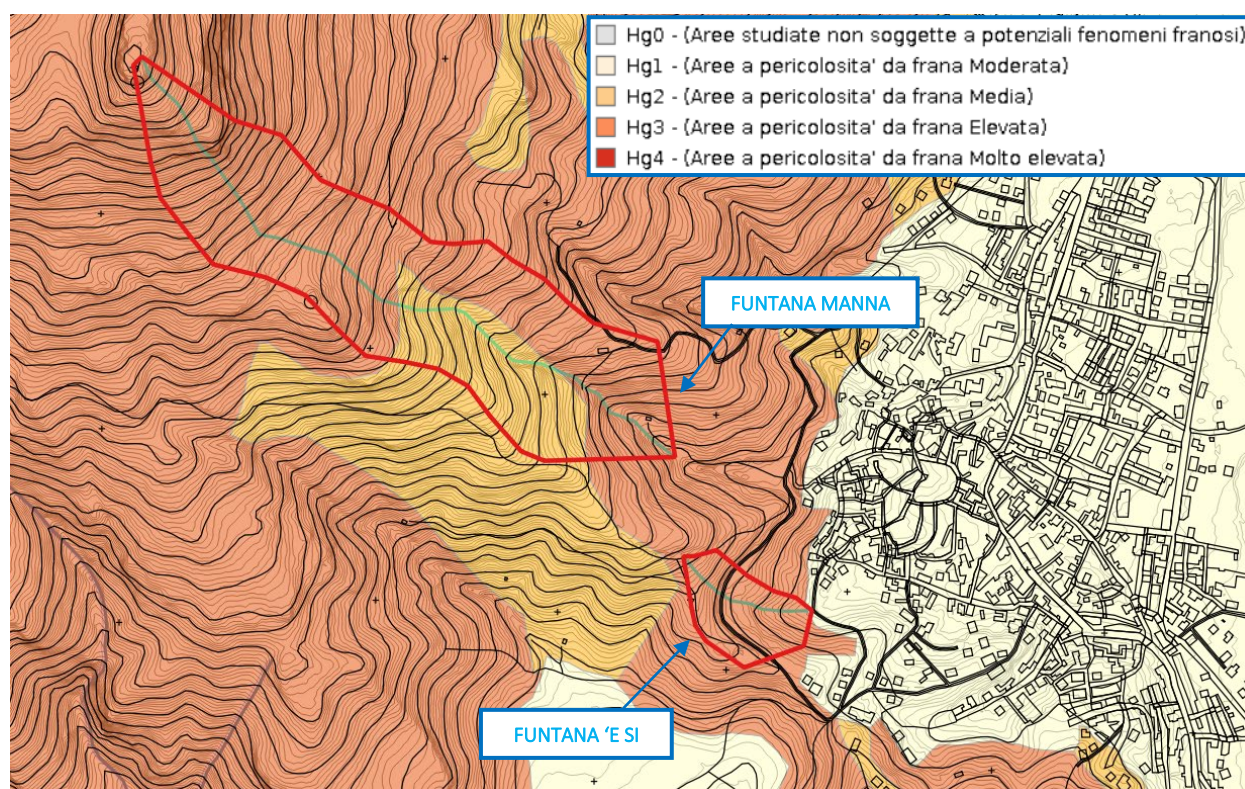 Hg0 - (Aree studiate non soggette a potenziali fenomeni franosi)
Hg1 - (Aree a pericolosita' da frana Moderata)
Hg2 - (Aree a pericolosita' da frana Media)
Hg3 - (Aree a pericolosita' da frana Elevata)
Hg4 - (Aree a pericolosita' da frana Molto elevata)
FUNTANA MANNA
FUNTANA ‘E SI